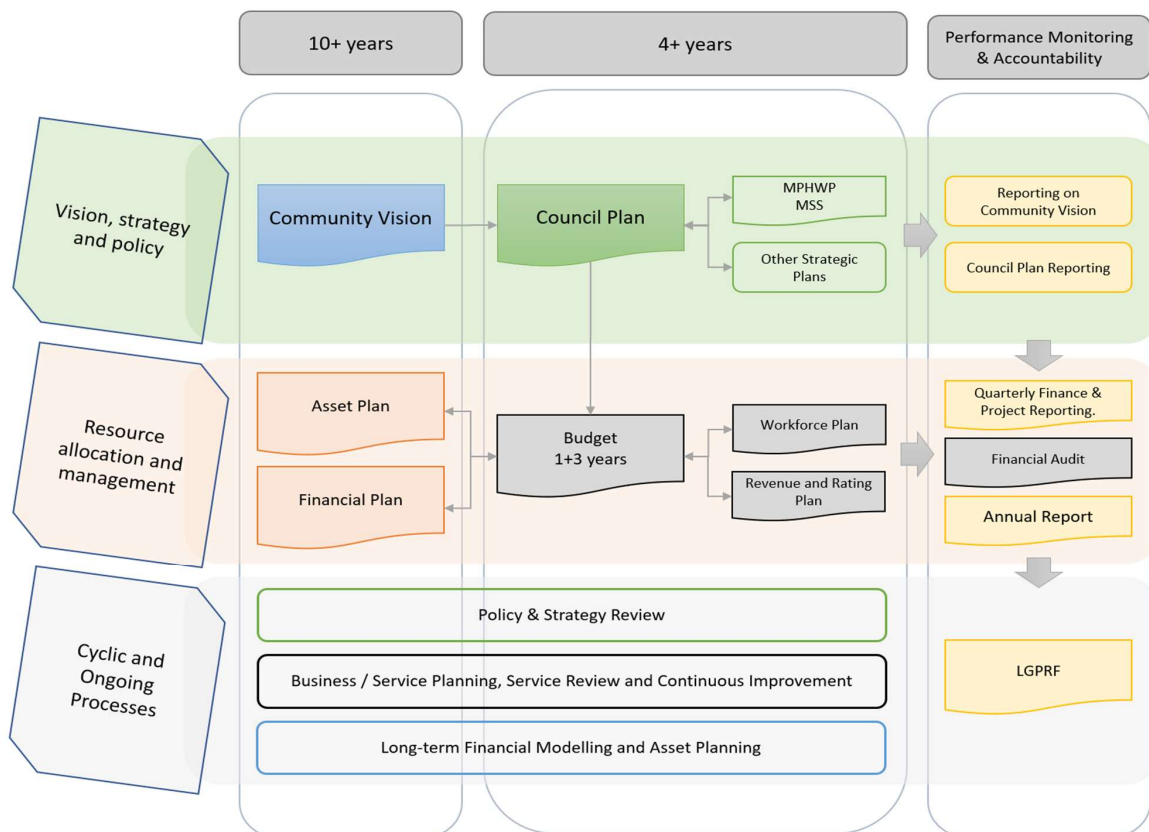 10+ years
4+ years
Performance Monitoring
& Accountability
Vision, strategy
and policy
Community Vision
Council Plan
MPHWP
MSS
Other Strategic
Plans
Reporting on
Community Vision
Council Plan Reporting
Resource
allocation and
management
Asset Plan
Financial Plan
Budget
1+3 years
Workforce Plan
Revenue and Rating
Plan
Quarterly Finance &
Project Reporting.
Financial Audit
Annual Report
Cyclic and
Ongoing
Processes
Policy & Strategy Review
Business / Service Planning, Service Review and Continuous Improvement
Long-term Financial Modelling and Asset Planning
LGPRF